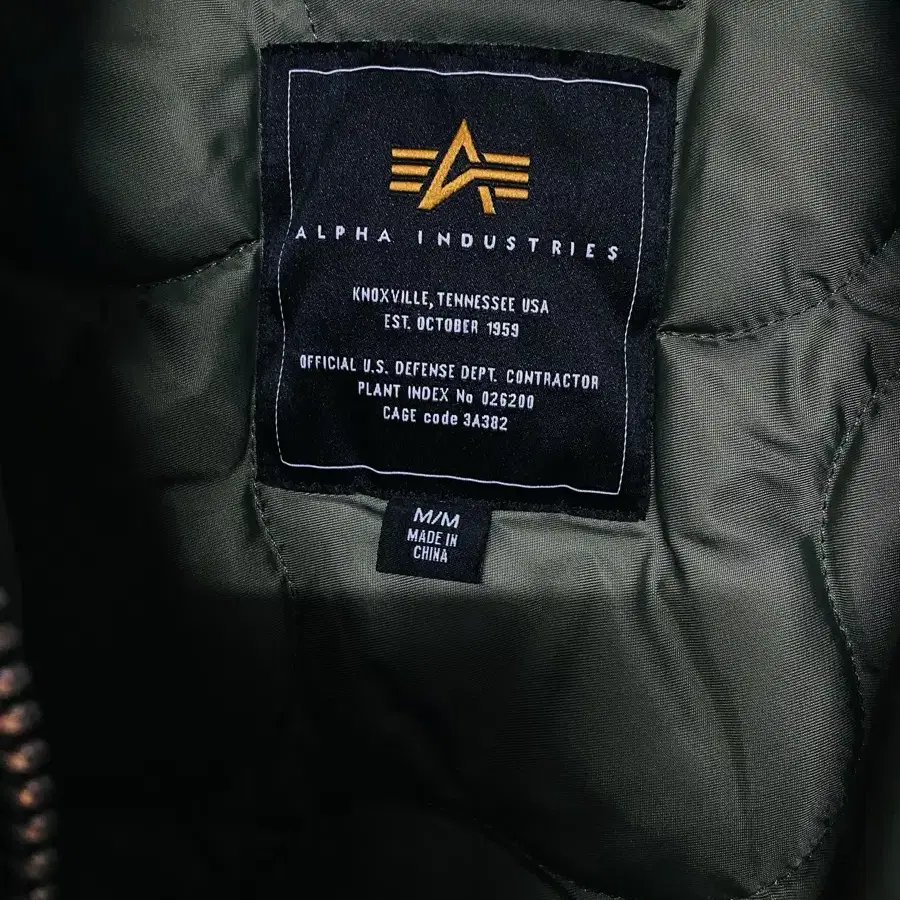 ALPHA INDUSTRIES
KNOXVILLE, TENNESSEE USA
EST. OCTOBER 1959
OFFICIAL U.S. DEFENSE DEPT. CONTRACTOR
PLANT INDEX No 026200
CAGE code 3A382
M/M
MADE IN
CHINA